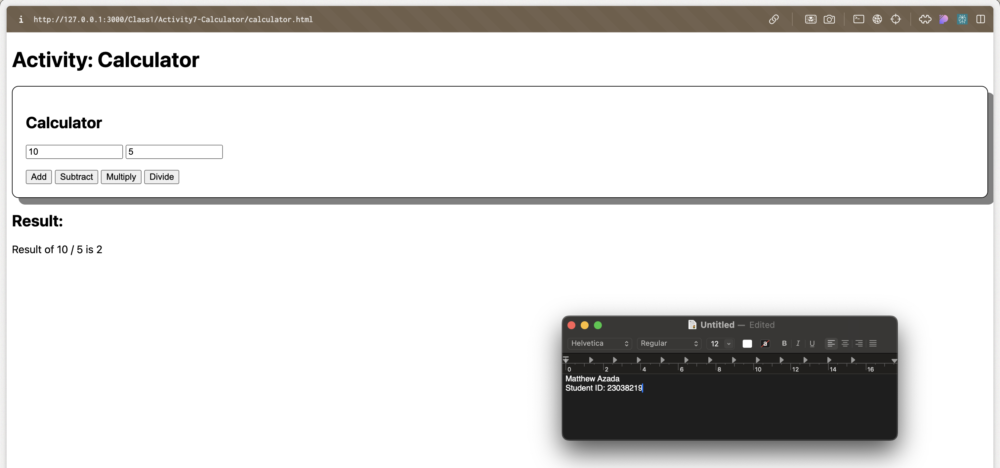 http://127.0.0.1:3000/Class1/Activity7-Calculator/calculator.html
Activity: Calculator
Calculator
10 5
Add Subtract Multiply Divide
Result:
Result of 10 / 5 is 2
Untitled — Edited
Helvetica Regular 12 a B I U
0 2 4 6 8 10 12 14 16
Matthew Azada
Student ID: 23038219